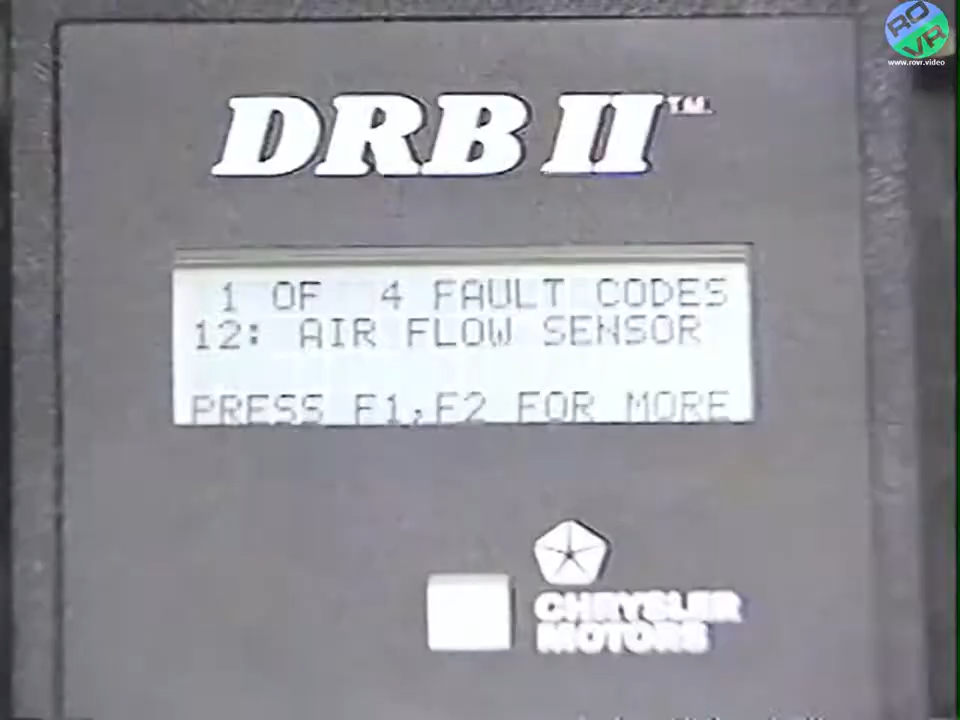 RO
VR
www.rovr.video
DRB II™
1 OF 4 FAULT CODES
12: AIR FLOW SENSOR
PRESS F1,F2 FOR MORE
CHRYSLER
MOTORS